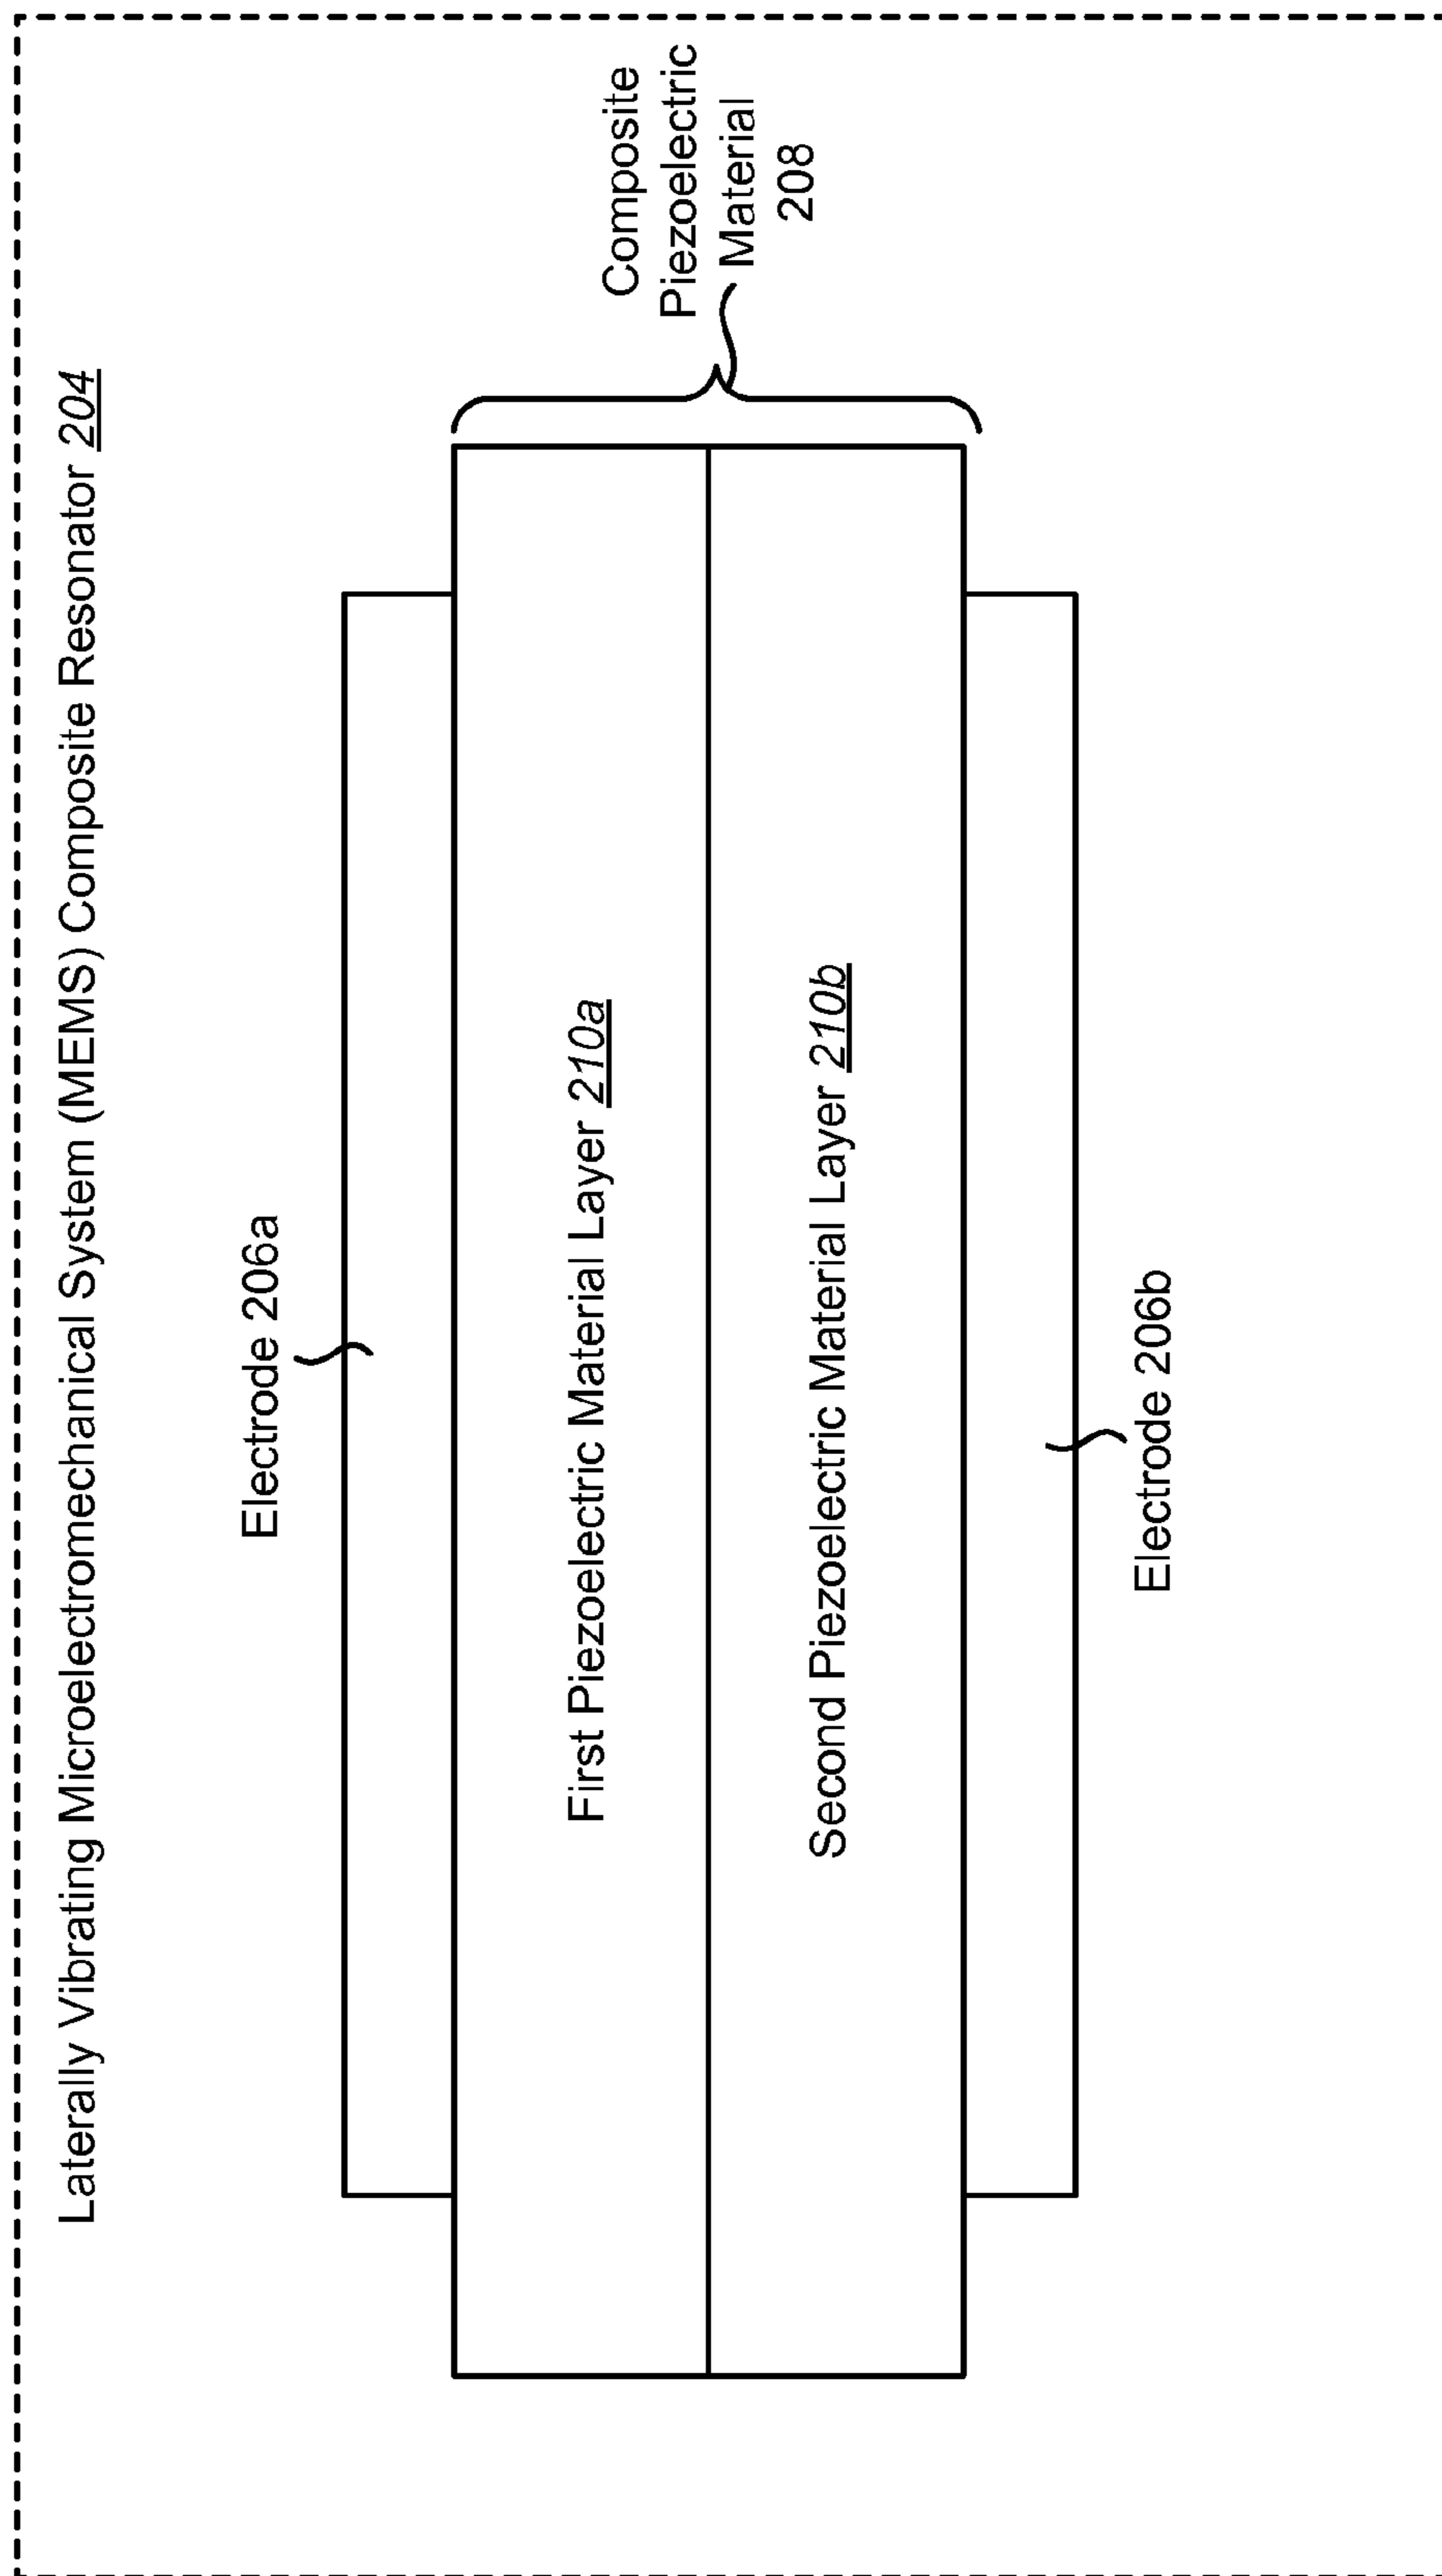 Laterally Vibrating Microelectromechanical System (MEMS) Composite Resonator 204
Electrode 206a
First Piezoelectric Material Layer 210a
Second Piezoelectric Material Layer 210b
Composite
Piezoelectric
Material
208
Electrode 206b